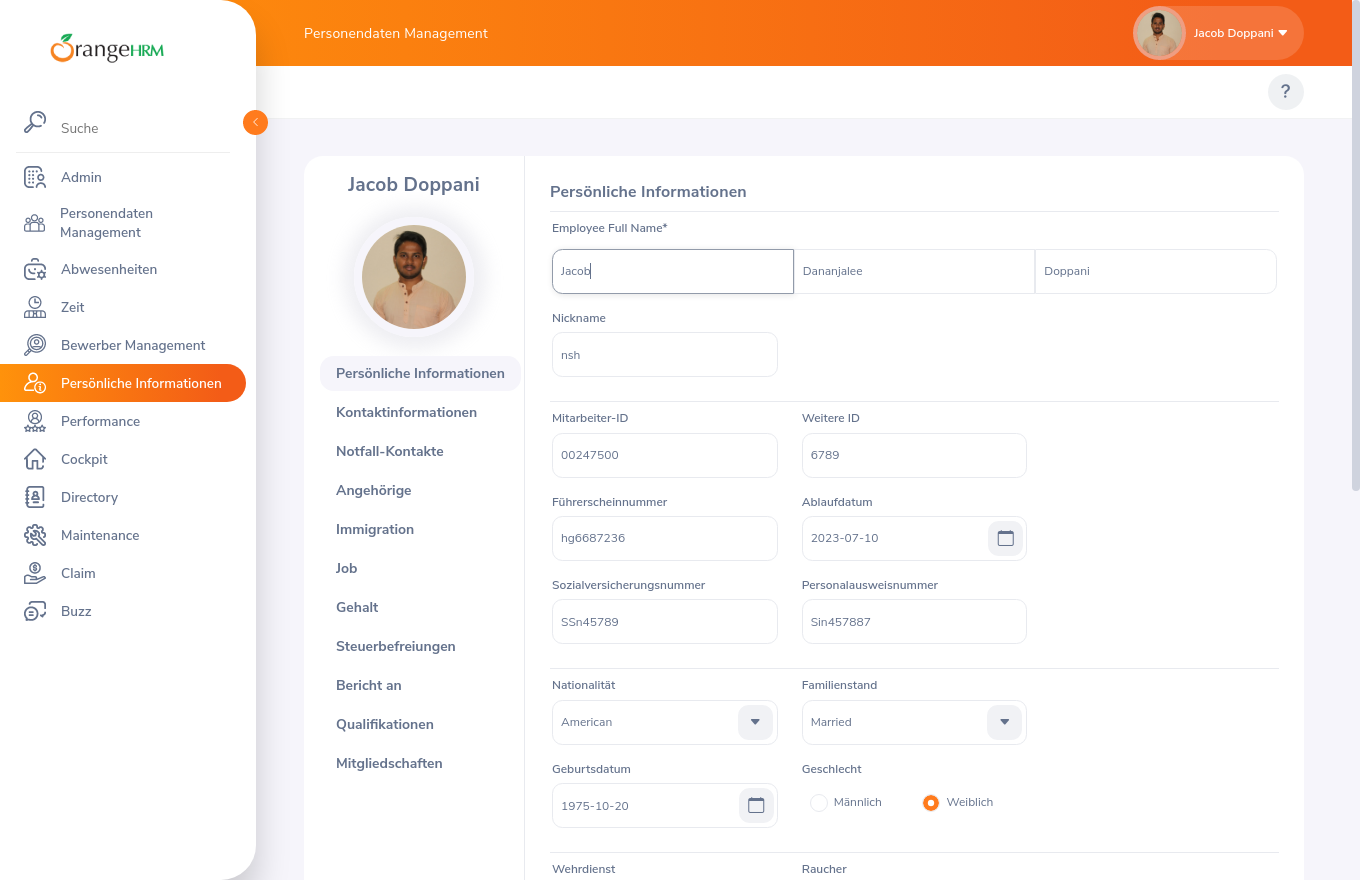 OrangeHRM
Personendaten Management
Jacob Doppani
?
Suche
Admin
Personendaten
Management
Abwesenheiten
Zeit
Bewerber Management
Persönliche Informationen
Performance
Cockpit
Directory
Maintenance
Claim
Buzz
Jacob Doppani
Persönliche Informationen
Kontaktinformationen
Notfall-Kontakte
Angehörige
Immigration
Job
Gehalt
Steuerbefreiungen
Bericht an
Qualifikationen
Mitgliedschaften
Persönliche Informationen
Employee Full Name*
Jacob Dananjalee Doppani
Nickname
nsh
Mitarbeiter-ID Weitere ID
00247500 6789
Führerscheinnummer Ablaufdatum
hg6687236 2023-07-10
Sozialversicherungsnummer Personalausweisnummer
SSn45789 Sin457887
Nationalität Familienstand
American Married
Geburtsdatum Geschlecht
1975-10-20 Männlich Weiblich
Wehrdienst Raucher